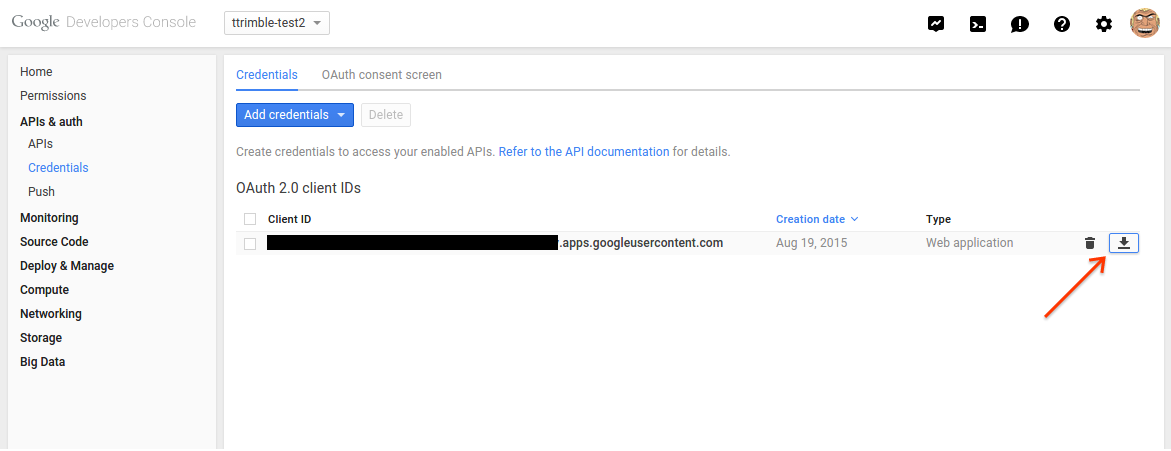 Google Developers Console ttrimble-test2
Home
Permissions
APIs & auth
APIs
Credentials
Push
Monitoring
Source Code
Deploy & Manage
Compute
Networking
Storage
Big Data
Credentials OAuth consent screen
Add credentials Delete
Create credentials to access your enabled APIs. Refer to the API documentation for details.
OAuth 2.0 client IDs
Client ID Creation date Type
.apps.googleusercontent.com Aug 19, 2015 Web application